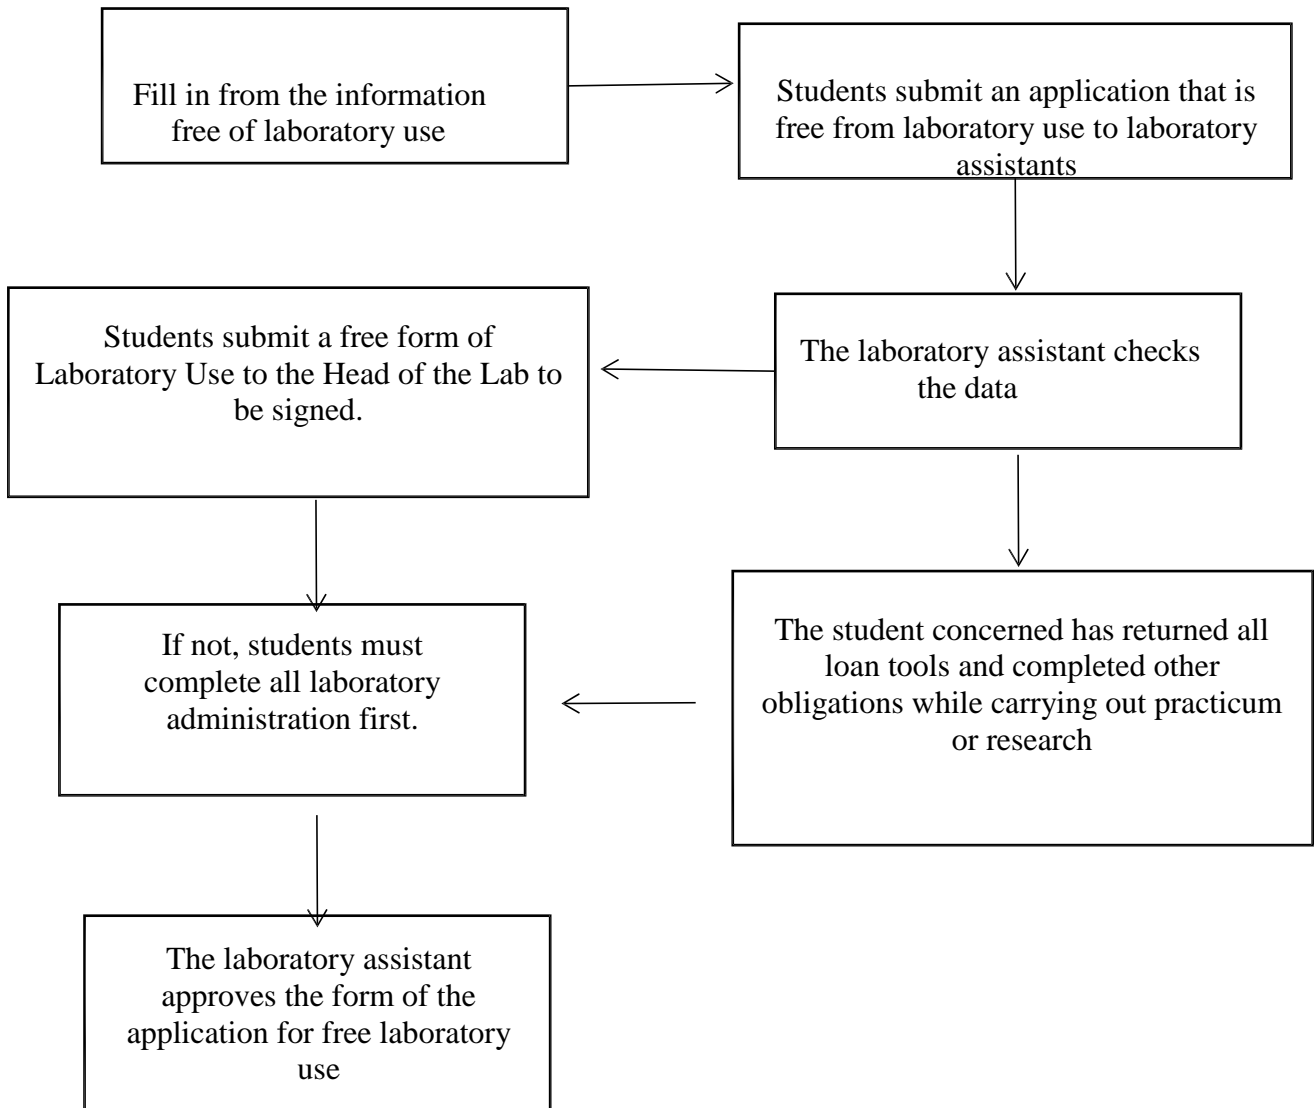 Fill in from the information
free of laboratory use
Students submit an application that is
free from laboratory use to laboratory
assistants
Students submit a free form of
Laboratory Use to the Head of the Lab to
be signed.
The laboratory assistant checks
the data
If not, students must
complete all laboratory
administration first.
The student concerned has returned all
loan tools and completed other
obligations while carrying out practicum
or research
The laboratory assistant
approves the form of the
application for free laboratory
use